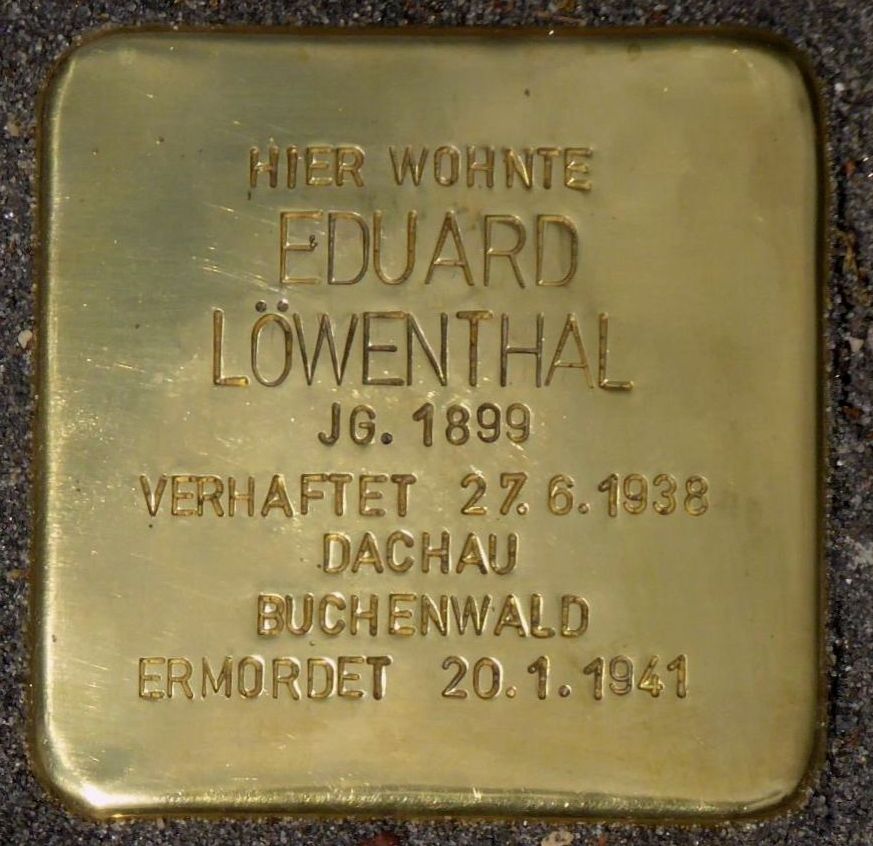 HIER WOHNTE
EDUARD
LÖWENTHAL
JG. 1899
VERHAFTET 27.6.1938
DACHAU
BUCHENWALD
ERMORDET 20.1.1941